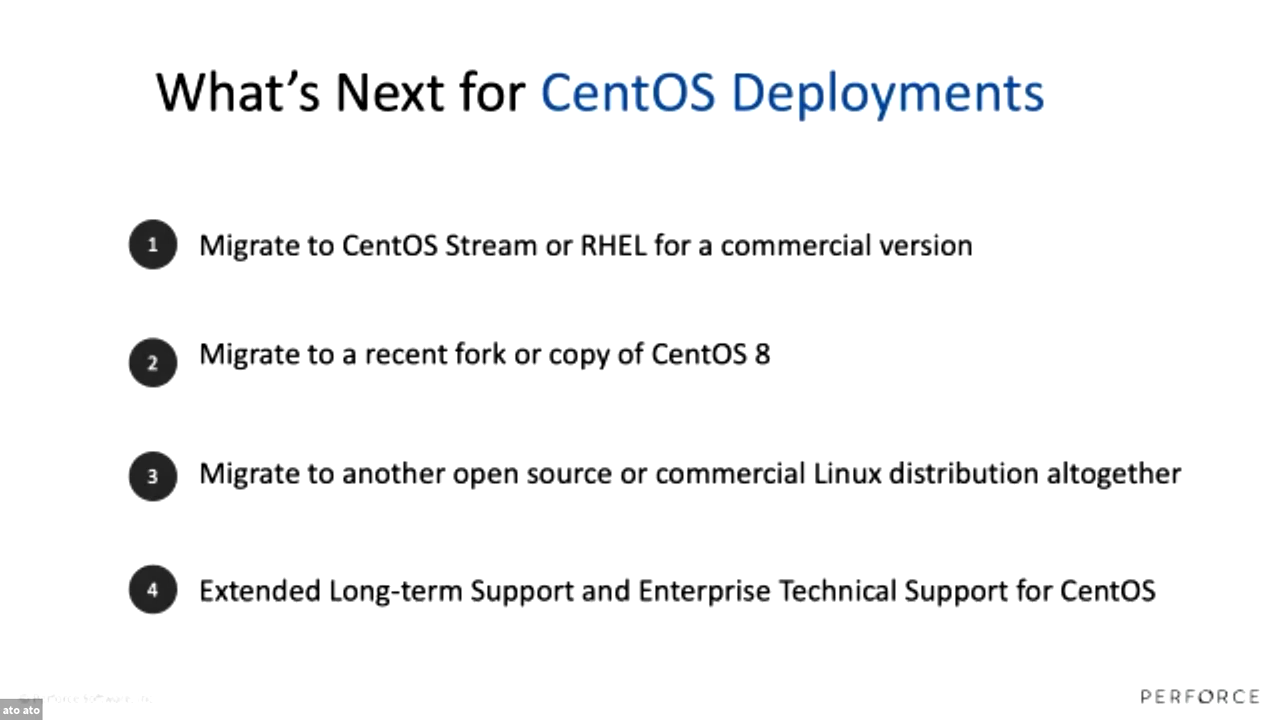 What's Next for CentOS Deployments
1 Migrate to CentOS Stream or RHEL for a commercial version
2 Migrate to a recent fork or copy of CentOS 8
3 Migrate to another open source or commercial Linux distribution altogether
4 Extended Long-term Support and Enterprise Technical Support for CentOS
ato ato
PERFORCE